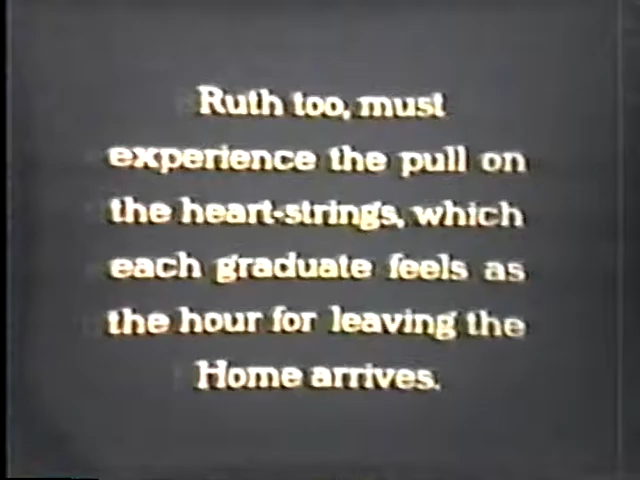 Ruth too, must
experience the pull on
the heart-strings, which
each graduate feels as
the hour for leaving the
Home arrives.